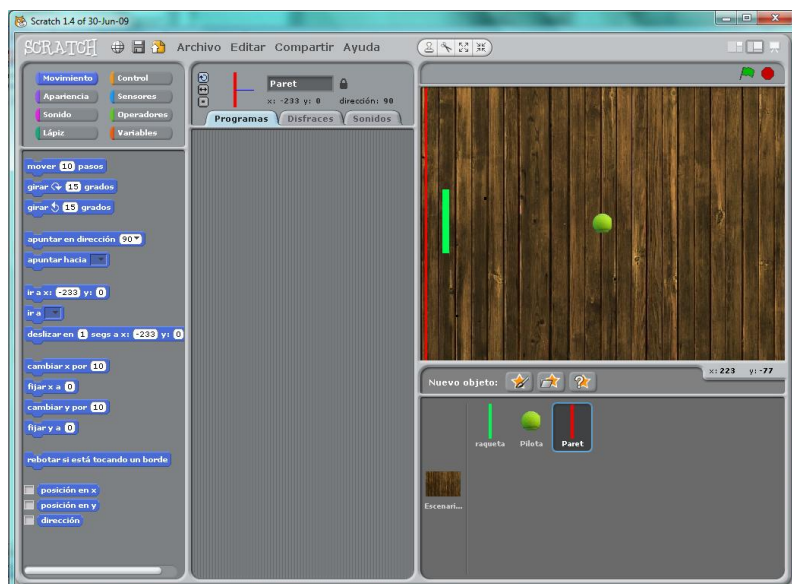 Scratch 1.4 of 30-Jun-09
SCRATCH Archivo Editar Compartir Ayuda
Movimiento Control
Apariencia Sensores
Sonido Operadores
Lápiz Variables
mover 10 pasos
girar 15 grados
girar 15 grados
apuntar en dirección 90
apuntar hacia
ir a x: -233 y: 0
ir a
deslizar en 1 segs a x: -233 y: 0
cambiar x por 10
fijar x a 0
cambiar y por 10
fijar y a 0
rebotar si está tocando un borde
posición en x
posición en y
dirección
Paret
x: -233 y: 0 dirección: 90
Programas Disfraces Sonidos
x: 223 y: -77
Nuevo objeto:
raqueta Pilota Paret
Escenari...